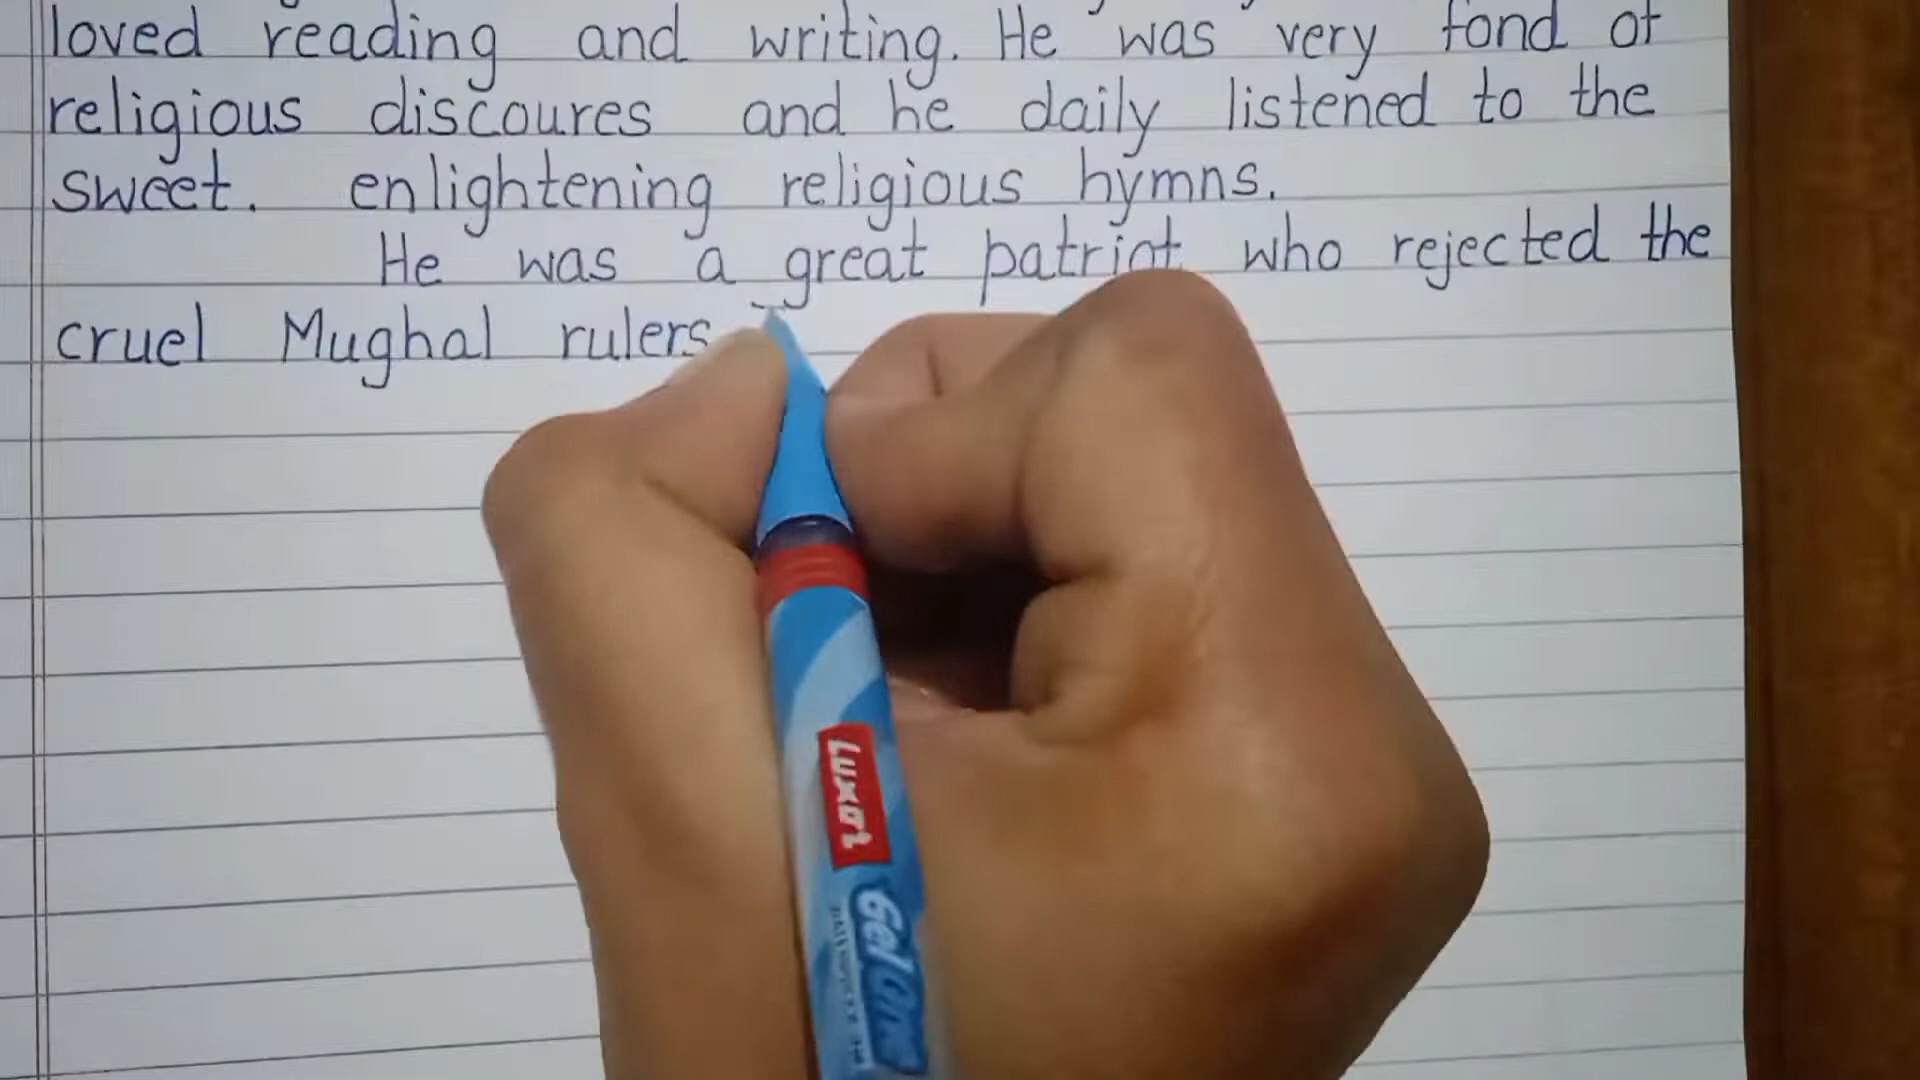 loved reading and writing. He was very fond of
religious discoures and he daily listened to the
sweet. enlightening religious hymns.
He was a great patriot who rejected the
cruel Mughal rulers
Luxor
Gel One